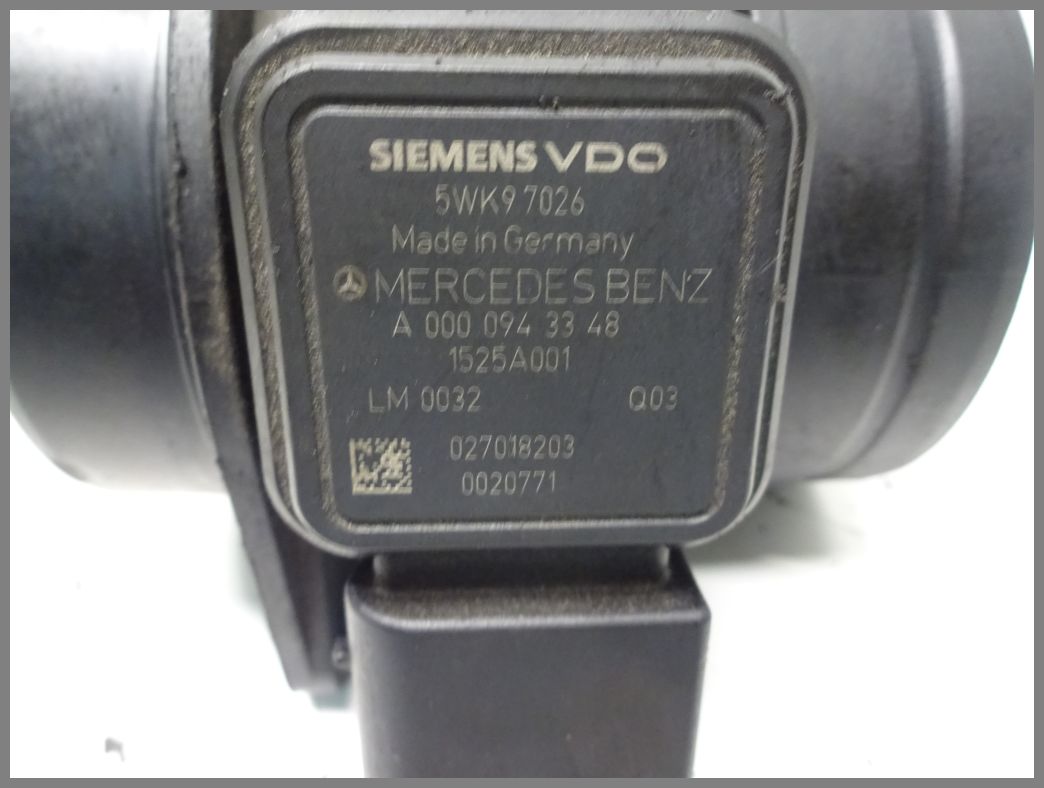 SIEMENS VDO
5WK9 7026
Made in Germany
MERCEDES BENZ
A 000 094 33 48
1525A001
LM 0032 Q03
027018203
0020771